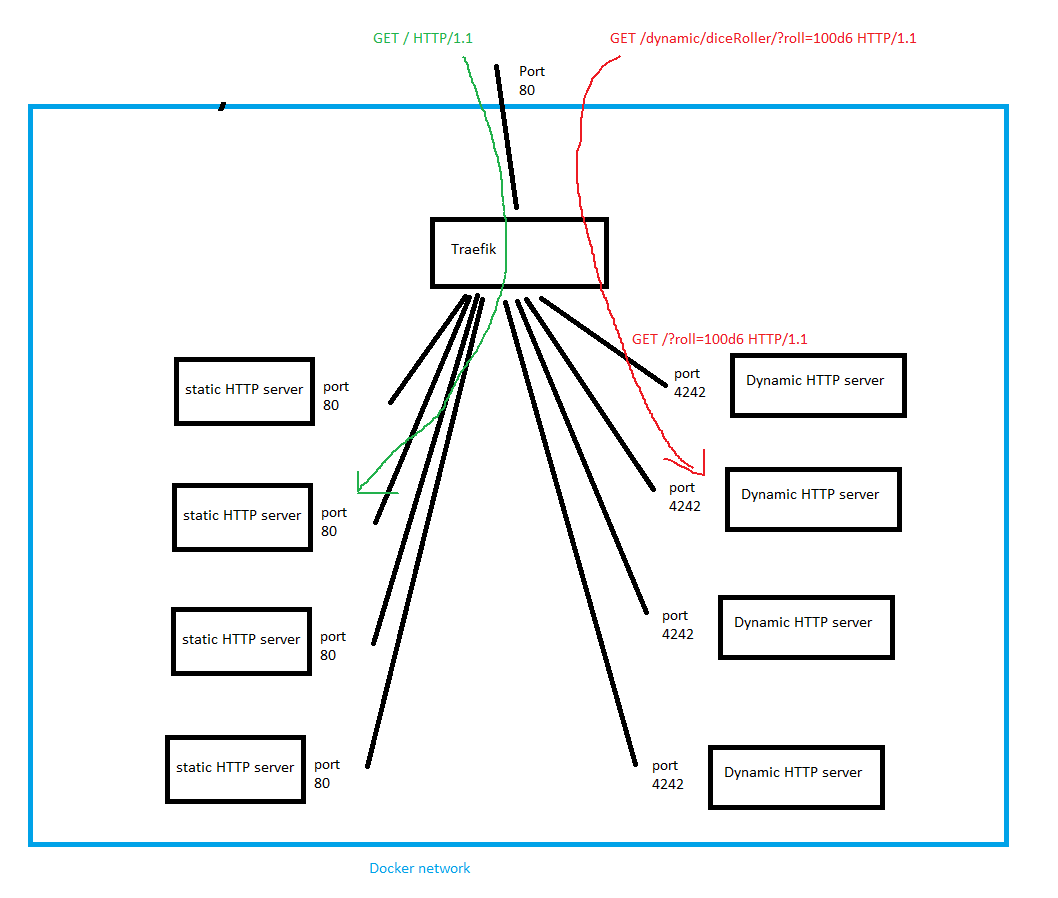 GET / HTTP/1.1
GET /dynamic/diceRoller/?roll=100d6 HTTP/1.1
Port
80
Traefik
GET /?roll=100d6 HTTP/1.1
static HTTP server
port
80
port
4242
Dynamic HTTP server
static HTTP server
port
80
port
4242
Dynamic HTTP server
static HTTP server
port
80
port
4242
Dynamic HTTP server
static HTTP server
port
80
port
4242
Dynamic HTTP server
Docker network